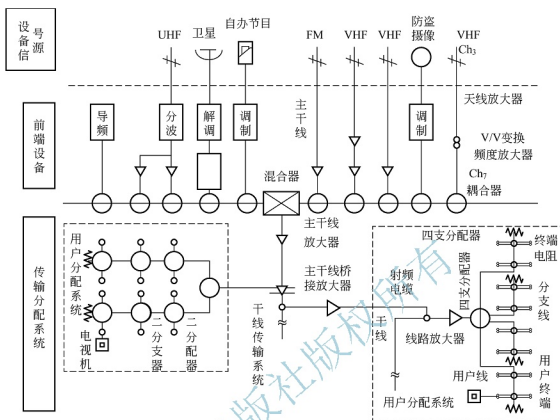 设备信号源
UHF
卫星
自办节目
FM
VHF
VHF
防盗摄像
VHF
Ch3
天线放大器
前端设备
导频
分波
解调
调制
主干线
调制
V/V变换
频度放大器
Ch7
耦合器
混合器
主干线
放大器
传输分配系统
用户分配系统
电视机
二分支器
二分配器
主干线桥
接放大器
干线传输系统
射频
电缆
四支分配器
四支分配器
终端
电阻
分支线
干线
线路放大器
用户线
用户分配系统
用户终端
版社版权所有